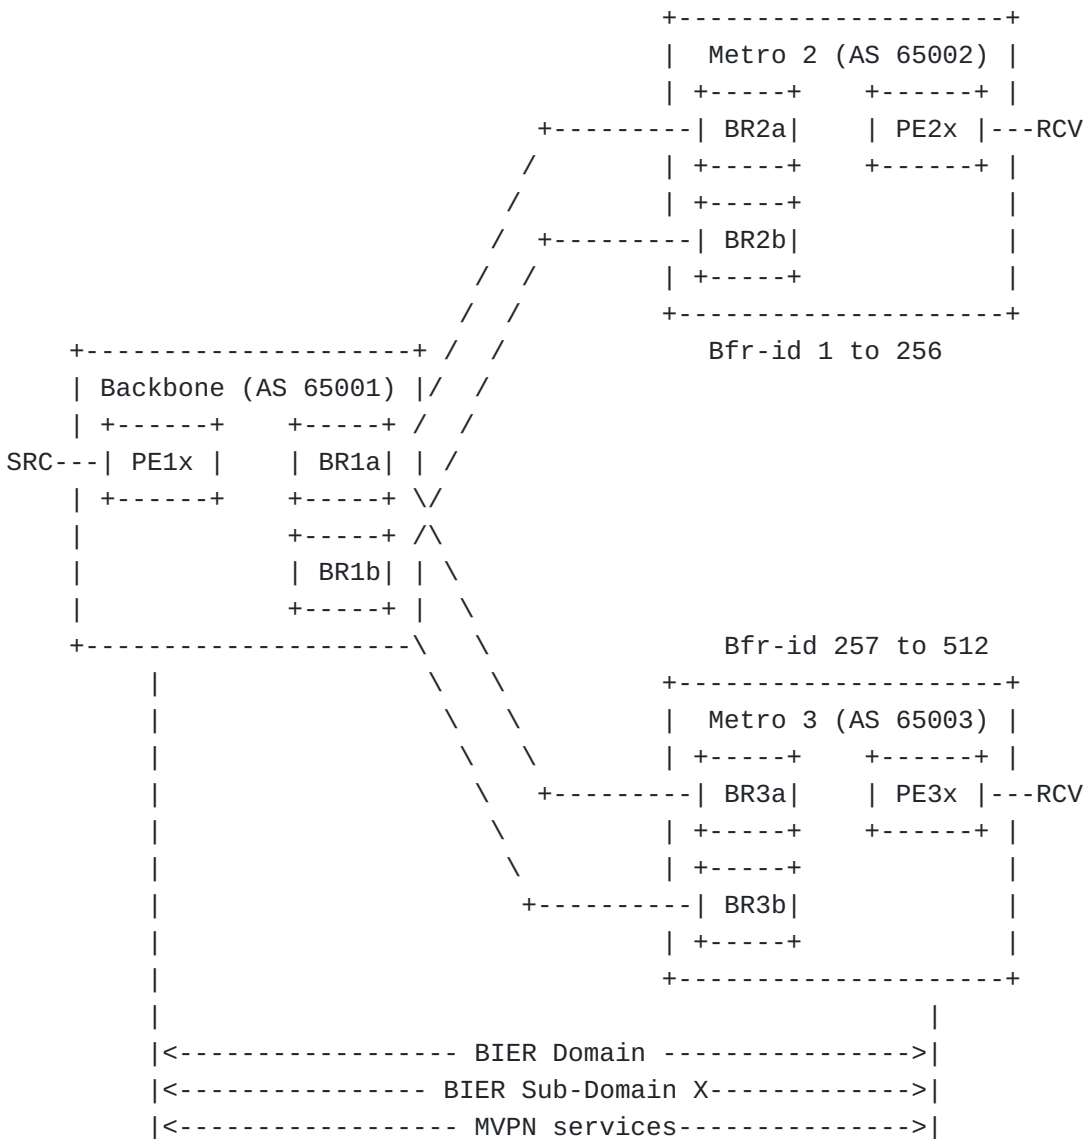 +---------------------+
                                          |  Metro 2 (AS 65002) |
                                          | +-----+    +------+ |
                                  +---------| BR2a|    | PE2x |---RCV
                                 /        | +-----+    +------+ |
                                /         | +-----+             |
                               /  +---------| BR2b|             |
                              /  /        | +-----+             |
                             /  /         +---------------------+
    +---------------------+ /  /             Bfr-id 1 to 256
    | Backbone (AS 65001) |/  /
    | +------+    +-----+ /  /
SRC---| PE1x |    | BR1a| | /
    | +------+    +-----+ \/
    |             +-----+ /\
    |             | BR1b| | \
    |             +-----+ |  \
    +---------------------\   \               Bfr-id 257 to 512
         |                 \   \          +---------------------+
         |                  \   \         |  Metro 3 (AS 65003) |
         |                   \   \        | +-----+    +------+ |
         |                    \   +---------| BR3a|    | PE3x |---RCV
         |                     \          | +-----+    +------+ |
         |                      \         | +-----+             |
         |                       +----------| BR3b|             |
         |                                | +-----+             |
         |                                +---------------------+
         |                                                 |
         |<------------------ BIER Domain ---------------->|
         |<---------------- BIER Sub-Domain X------------->|
         |<------------------ MVPN services--------------->|